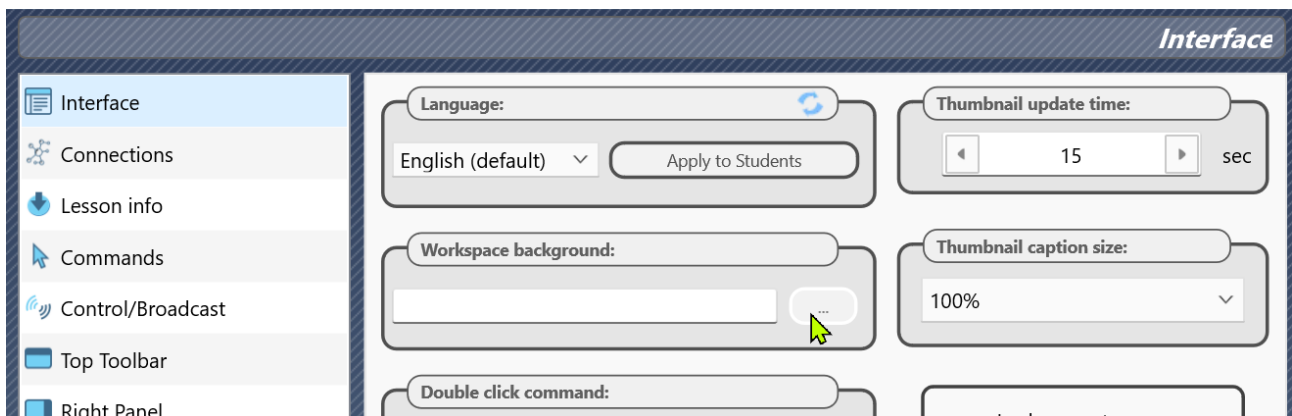 Interface
Interface
Connections
Lesson info
Commands
Control/Broadcast
Top Toolbar
Right Panel
Language:
English (default)
Apply to Students
Workspace background:
...
Double click command:
Thumbnail update time:
15
sec
Thumbnail caption size:
100%